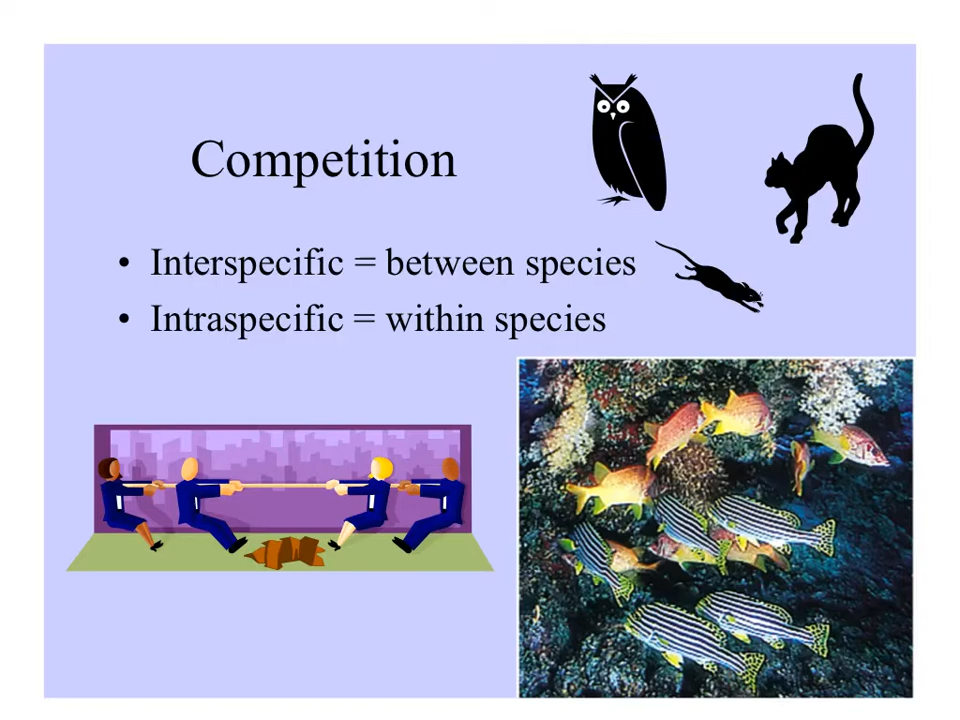 Competition
• Interspecific = between species
• Intraspecific = within species